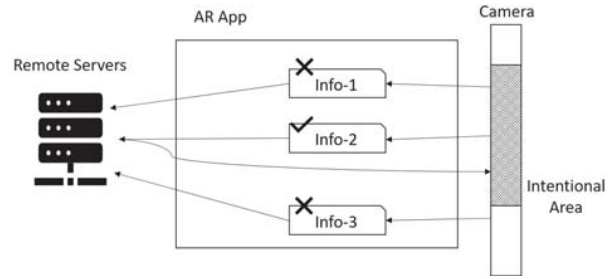 Camera
AR App
Remote Servers
Info-1
Info-2
Intentional
Area
Info-3